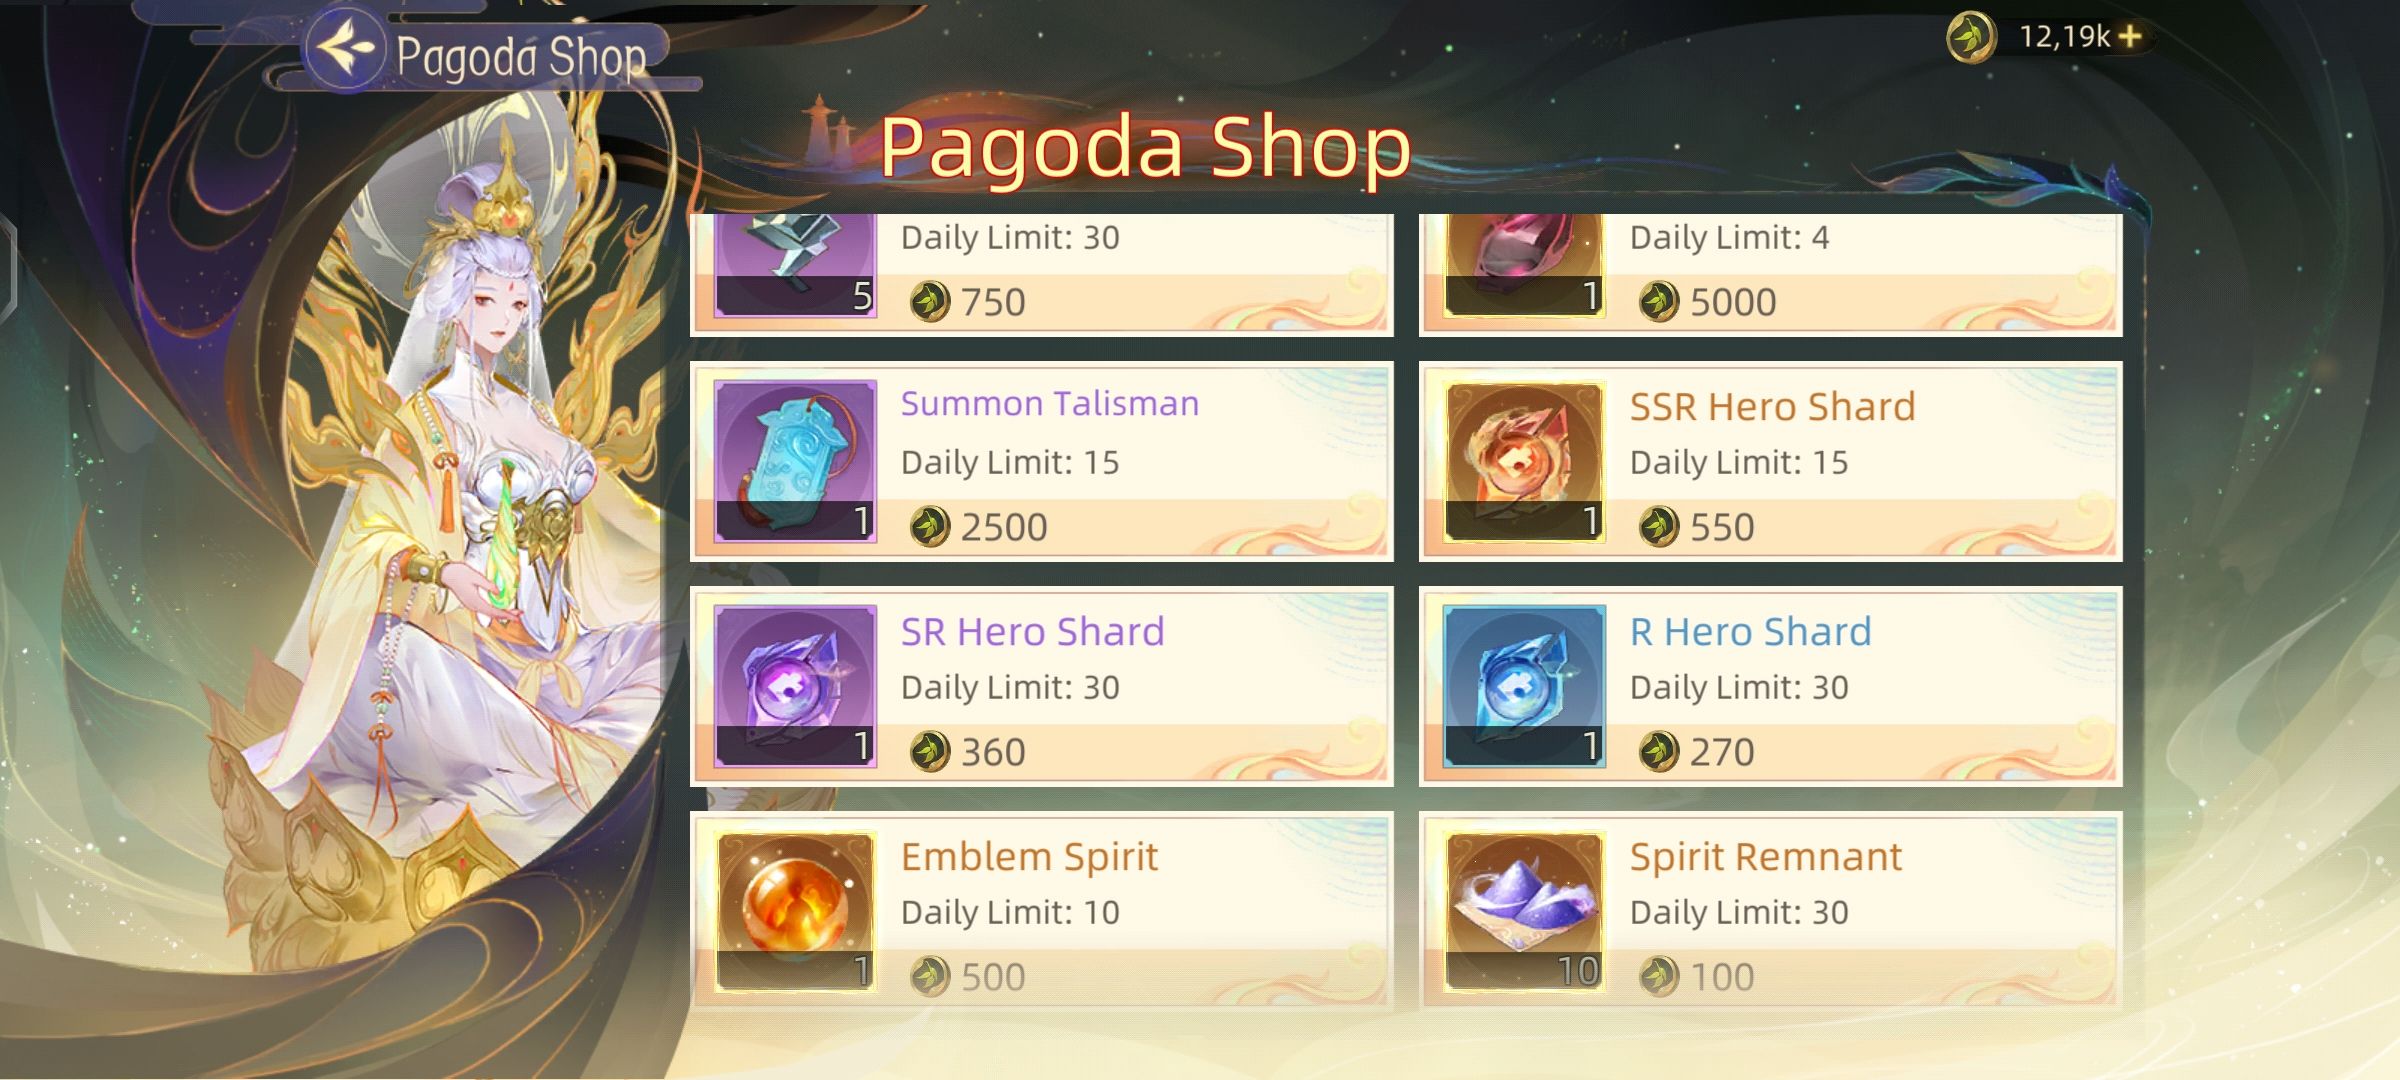 Pagoda Shop
12,19k
Pagoda Shop
Daily Limit: 30
5
750
Daily Limit: 4
1
5000
Summon Talisman
Daily Limit: 15
1
2500
SSR Hero Shard
Daily Limit: 15
1
550
SR Hero Shard
Daily Limit: 30
1
360
R Hero Shard
Daily Limit: 30
1
270
Emblem Spirit
Daily Limit: 10
1
500
Spirit Remnant
Daily Limit: 30
10
100